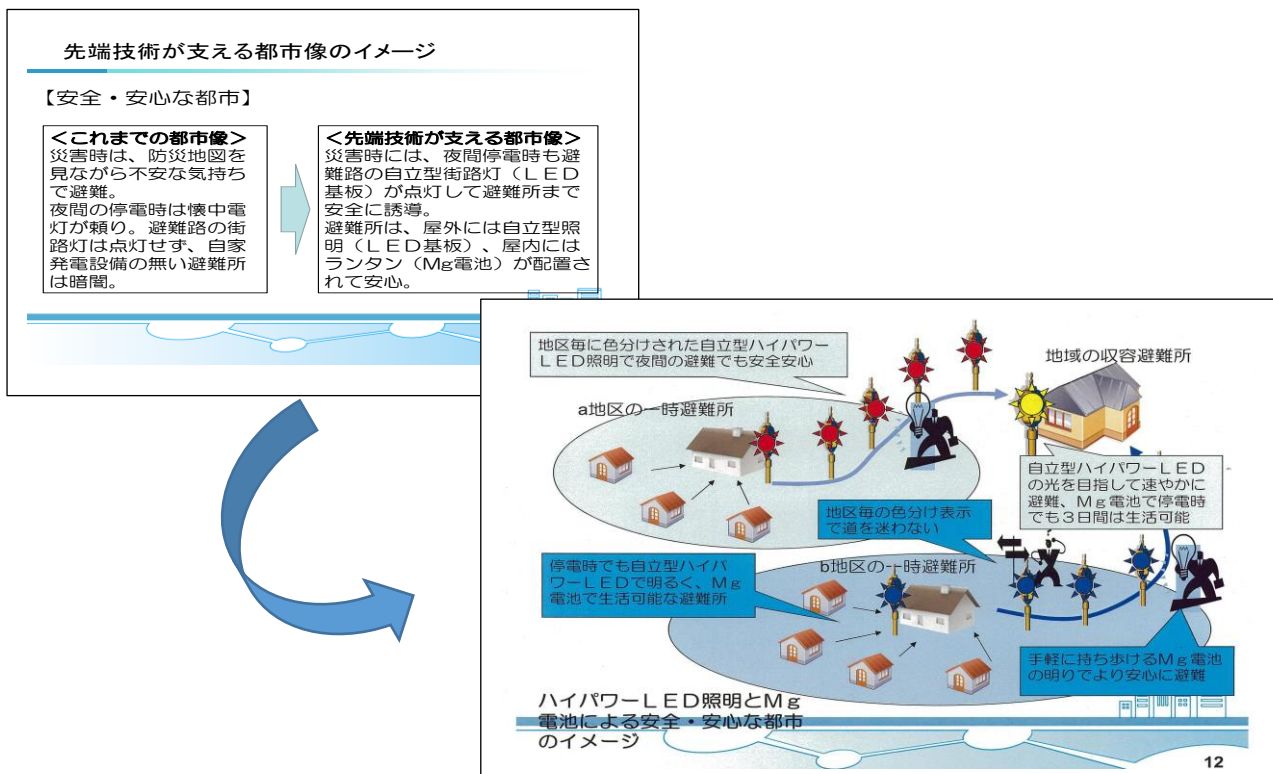 先端技術が支える都市像のイメージ
【安全・安心な都市】
＜これまでの都市像＞
災害時は、防災地図を
見ながら不安な気持ち
で避難。
夜間の停電時は懐中電
灯が頼り。避難路の街
路灯は点灯せず、自家
発電設備の無い避難所
は暗闇。
＜先端技術が支える都市像＞
災害時には、夜間停電時も避
難路の自立型街路灯（ＬＥＤ
基板）が点灯して避難所まで
安全に誘導。
避難所は、屋外には自立型照
明（ＬＥＤ基板）、屋内には
ランタン（Mg電池）が配置さ
れて安心。
地区毎に色分けされた自立型ハイパワー
ＬＥＤ照明で夜間の避難でも安全安心
地域の収容避難所
a地区の一時避難所
自立型ハイパワーＬＥＤ
の光を目指して速やかに
避難、Ｍｇ電池で停電時
でも３日間は生活可能
地区毎の色分け表示
で道を迷わない
停電時でも自立型ハイパ
ワーＬＥＤで明るく、Ｍｇ
電池で生活可能な避難所
b地区の一時避難所
手軽に持ち歩けるＭｇ電池
の明りでより安心に避難
ハイパワーＬＥＤ照明とＭｇ
電池による安全・安心な都市
のイメージ
12